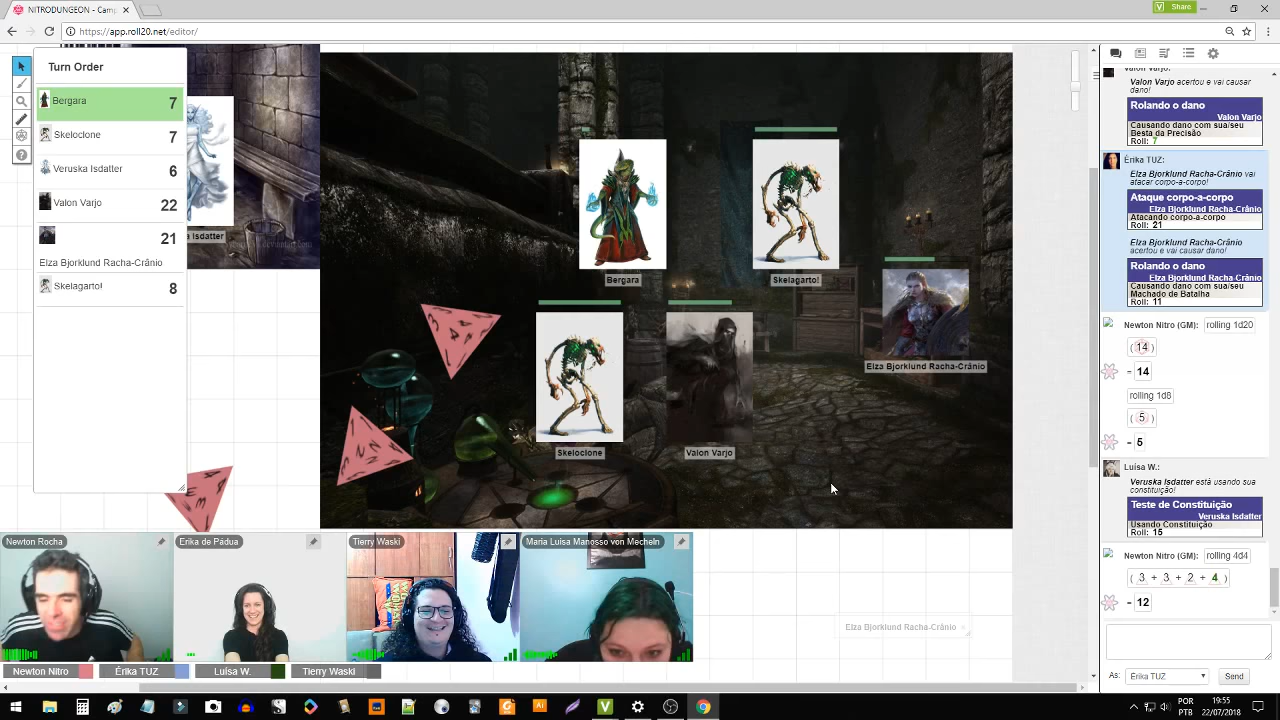 NITRODUNGEON - Camp
Share
https://app.roll20.net/editor/
Turn Order
Bergara 7
Skeloclone 7
Veruska Isdatter 6
Valon Varjo 22
21
Elza Bjorklund Racha-Crânio
Skelagarto! 8
Bergara
Skelagarto!
Elza Bjorklund Racha-Crânio
Skeloclone
Valon Varjo
Valon Varjo acertou e vai causar
dano!
Rolando o dano
Valon Varjo
Causando dano com sua/seu
Besta da Precisão
Roll: 7
Érika TUZ:
Elza Bjorklund Racha-Crânio vai
atacar corpo-a-corpo!
Ataque corpo-a-corpo
Elza Bjorklund Racha-Crânio
Atacando corpo-a-corpo
Roll: 21
Elza Bjorklund Racha-Crânio
acertou e vai causar dano!
Rolando o dano
Elza Bjorklund Racha-Crânio
Causando dano com sua/seu
Machado de Batalha
Roll: 11
Newton Nitro (GM): rolling 1d20
(14)
= 14
rolling 1d8
(5)
= 5
Luísa W.:
Veruska Isdatter está usando sua
constituição!
Teste de Constituição
Veruska Isdatter
Usando Constituição
Roll: 15
Newton Nitro (GM): rolling 4d4
(3 + 3 + 2 + 4)
= 12
As: Érika TUZ Send
Newton Rocha
Erika de Pádua
Tierry Waski
Maria Luisa Manosso von Mecheln
Elza Bjorklund Racha-Crânio
Newton Nitro
Érika TUZ
Luísa W.
Tierry Waski
POR
PTB
19:55
22/07/2018